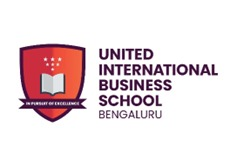 UNITED
INTERNATIONAL
BUSINESS
SCHOOL
BENGALURU
IN PURSUIT OF EXCELLENCE